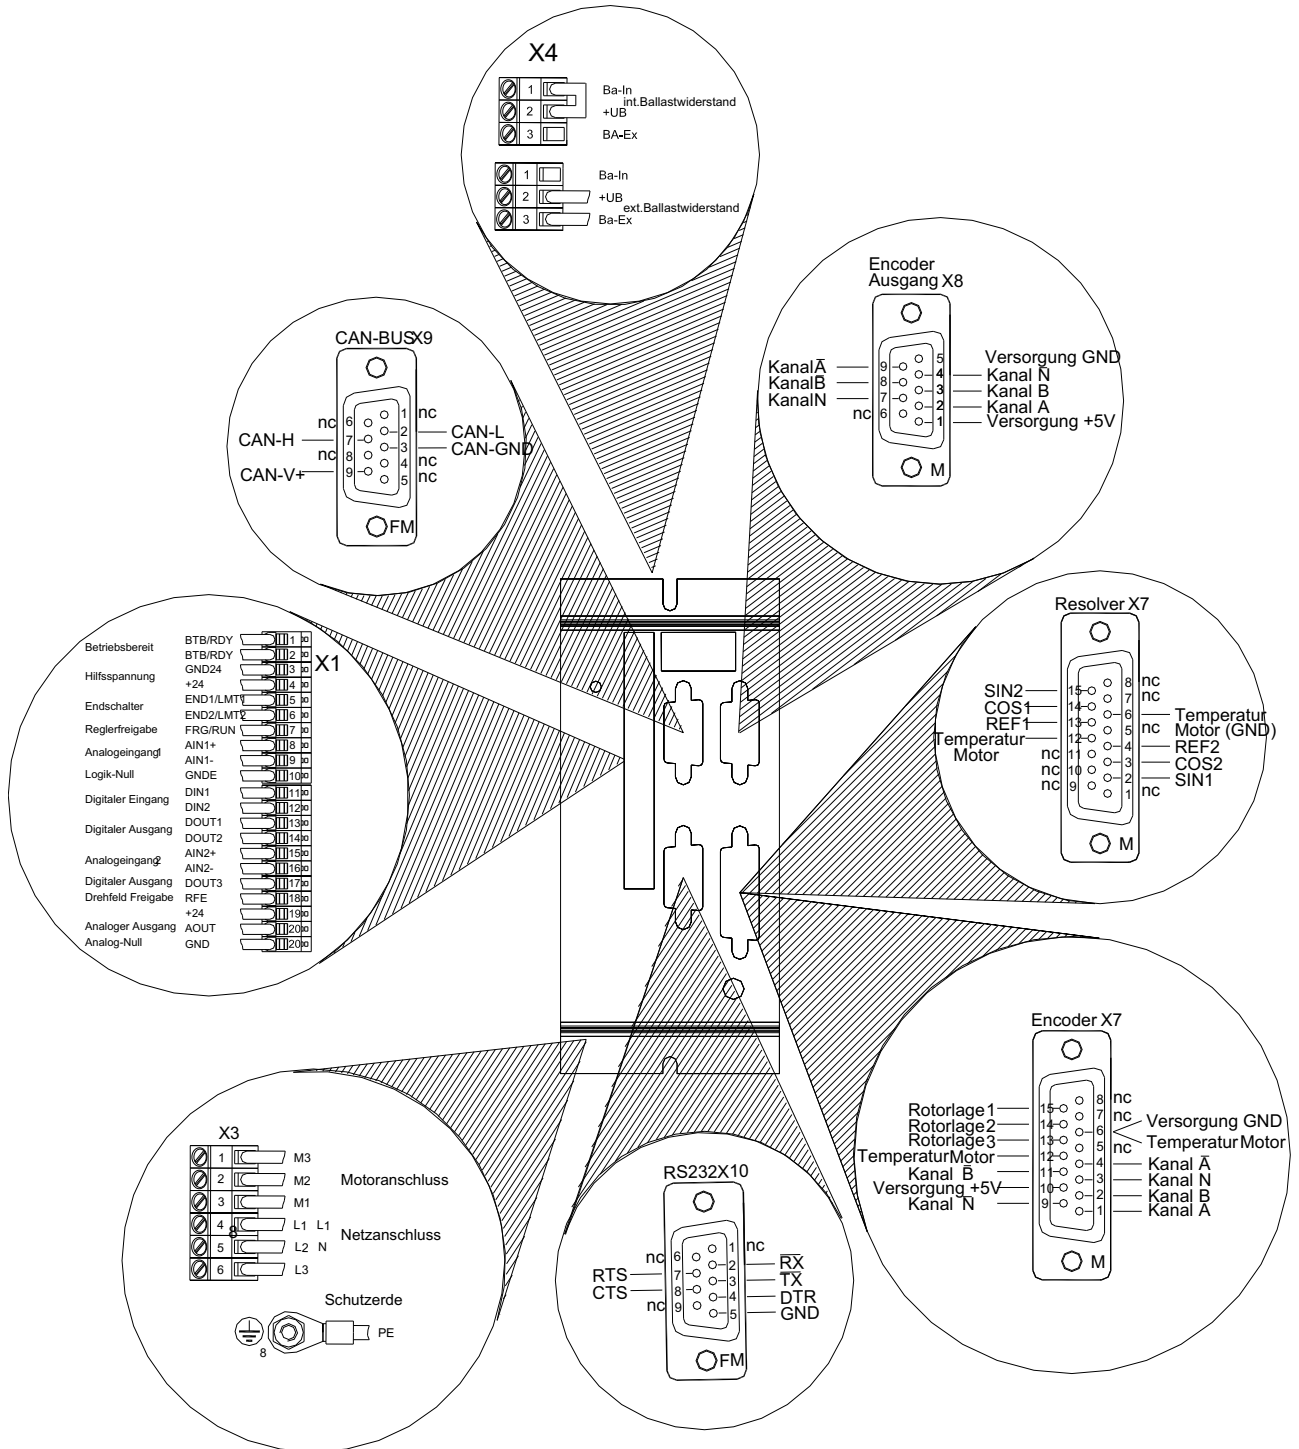 X4
1 Ba-In
int.Ballastwiderstand
2 +UB
3 BA-Ex
1 Ba-In
2 +UB
ext.Ballastwiderstand
3 Ba-Ex
Encoder
Ausgang X8
5 Versorgung GND
Kanal A̅ 9 4 Kanal N̅
Kanal B̅ 8 3 Kanal B
Kanal N 7 2 Kanal A
nc 6 1 Versorgung +5V
M
CAN-BUS X9
nc 6 1 nc
CAN-H 7 2 CAN-L
nc 8 3 CAN-GND
CAN-V+ 9 4 nc
5 nc
FM
X1
Betriebsbereit
BTB/RDY 1
BTB/RDY 2
Hilfsspannung
GND24 3
+24 4
Endschalter
END1/LMT1 5
END2/LMT2 6
Reglerfreigabe FRG/RUN 7
Analogeingang1
AIN1+ 8
AIN1- 9
Logik-Null GNDE 10
Digitaler Eingang
DIN1 11
DIN2 12
Digitaler Ausgang
DOUT1 13
DOUT2 14
Analogeingang2
AIN2+ 15
AIN2- 16
Digitaler Ausgang DOUT3 17
Drehfeld Freigabe RFE 18
+24 19
Analoger Ausgang AOUT 20
Analog-Null GND 20
Resolver X7
8 nc
SIN2 15 7 nc
COS1 14 6 Temperatur
Motor (GND)
REF1 13 5 nc
Temperatur
Motor
12 4 REF2
nc 11 3 COS2
nc 10 2 SIN1
nc 9 1 nc
M
Encoder X7
8 nc
Rotorlage 1 15 7 nc
Rotorlage 2 14 6 Versorgung GND
Temperatur Motor
Rotorlage 3 13 5 nc
Temperatur Motor 12 4 Kanal A̅
Kanal B̅ 11 3 Kanal N
Versorgung +5V 10 2 Kanal B
Kanal N̅ 9 1 Kanal A
M
X3
1 M3
2 M2
3 M1
Motoranschluss
4 L1 L1
8
5 L2 N
6 L3
Netzanschluss
Schutzerde
PE
8
RS232 X10
nc 6 1 nc
RTS 7 2 R̅X̅
CTS 8 3 T̅X̅
nc 9 4 DTR
5 GND
FM